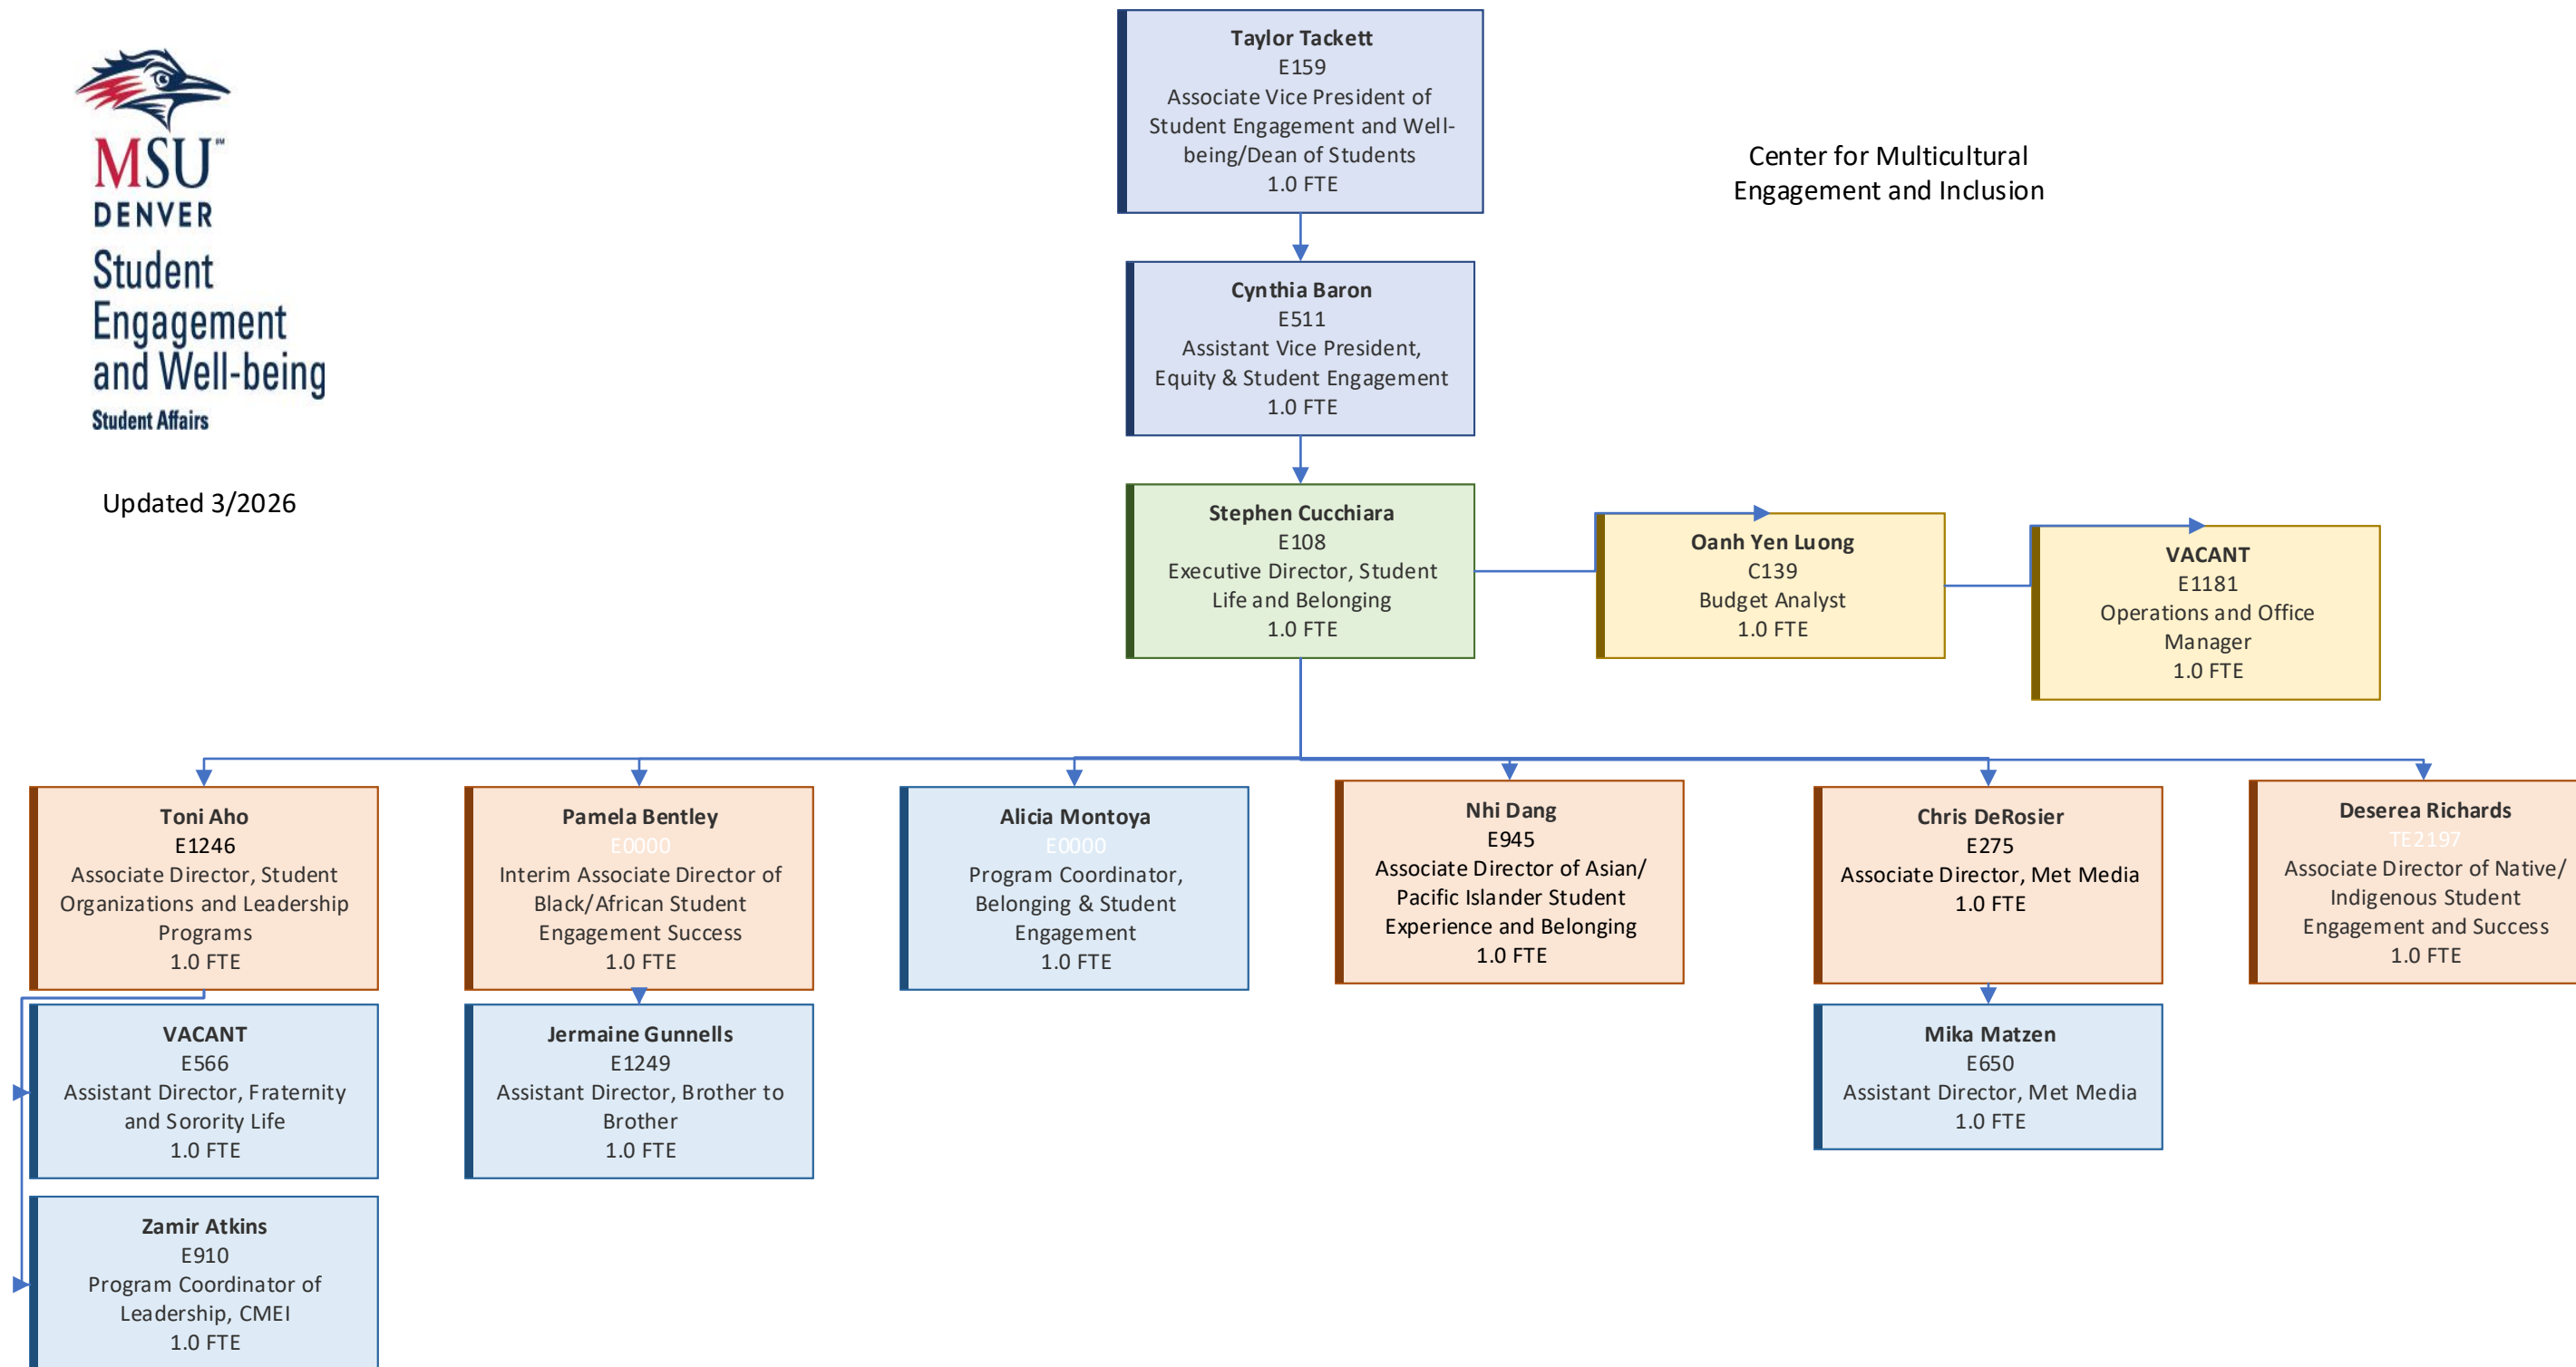 MSU
DENVER
Student
Engagement
and Well-being
Student Affairs
Updated 3/2026
Center for Multicultural
Engagement and Inclusion
Taylor Tackett
E159
Associate Vice President of
Student Engagement and Well-
being/Dean of Students
1.0 FTE
Cynthia Baron
E511
Assistant Vice President,
Equity & Student Engagement
1.0 FTE
Stephen Cucchiara
E108
Executive Director, Student
Life and Belonging
1.0 FTE
Oanh Yen Luong
C139
Budget Analyst
1.0 FTE
VACANT
E1181
Operations and Office
Manager
1.0 FTE
Toni Aho
E1246
Associate Director, Student
Organizations and Leadership
Programs
1.0 FTE
Pamela Bentley
E0000
Interim Associate Director of
Black/African Student
Engagement Success
1.0 FTE
Alicia Montoya
E0000
Program Coordinator,
Belonging & Student
Engagement
1.0 FTE
Nhi Dang
E945
Associate Director of Asian/
Pacific Islander Student
Experience and Belonging
1.0 FTE
Chris DeRosier
E275
Associate Director, Met Media
1.0 FTE
Deserea Richards
TE2197
Associate Director of Native/
Indigenous Student
Engagement and Success
1.0 FTE
VACANT
E566
Assistant Director, Fraternity
and Sorority Life
1.0 FTE
Jermaine Gunnells
E1249
Assistant Director, Brother to
Brother
1.0 FTE
Mika Matzen
E650
Assistant Director, Met Media
1.0 FTE
Zamir Atkins
E910
Program Coordinator of
Leadership, CMEI
1.0 FTE